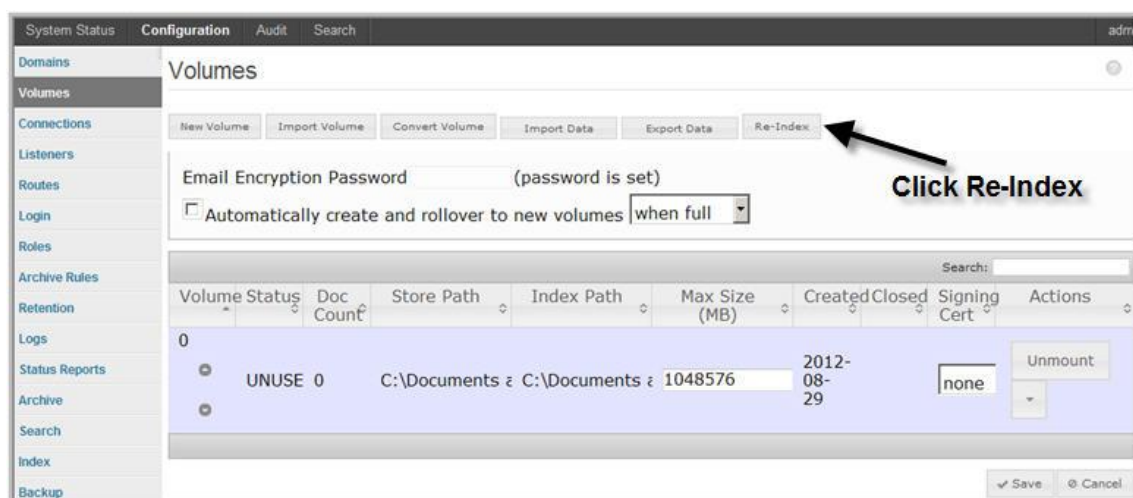 System Status Configuration Audit Search
Domains
Volumes
Connections
Listeners
Routes
Login
Roles
Archive Rules
Retention
Logs
Status Reports
Archive
Search
Index
Backup
Volumes
New Volume Import Volume Convert Volume Import Data Export Data Re-Index
Click Re-Index
Email Encryption Password (password is set)
Automatically create and rollover to new volumes when full
Search:
Volume Status Doc Count Store Path Index Path Max Size (MB) Created Closed Signing Cert Actions
0
UNUSE 0 C:\Documents C:\Documents 1048576 2012-08-29 none Unmount
Save Cancel